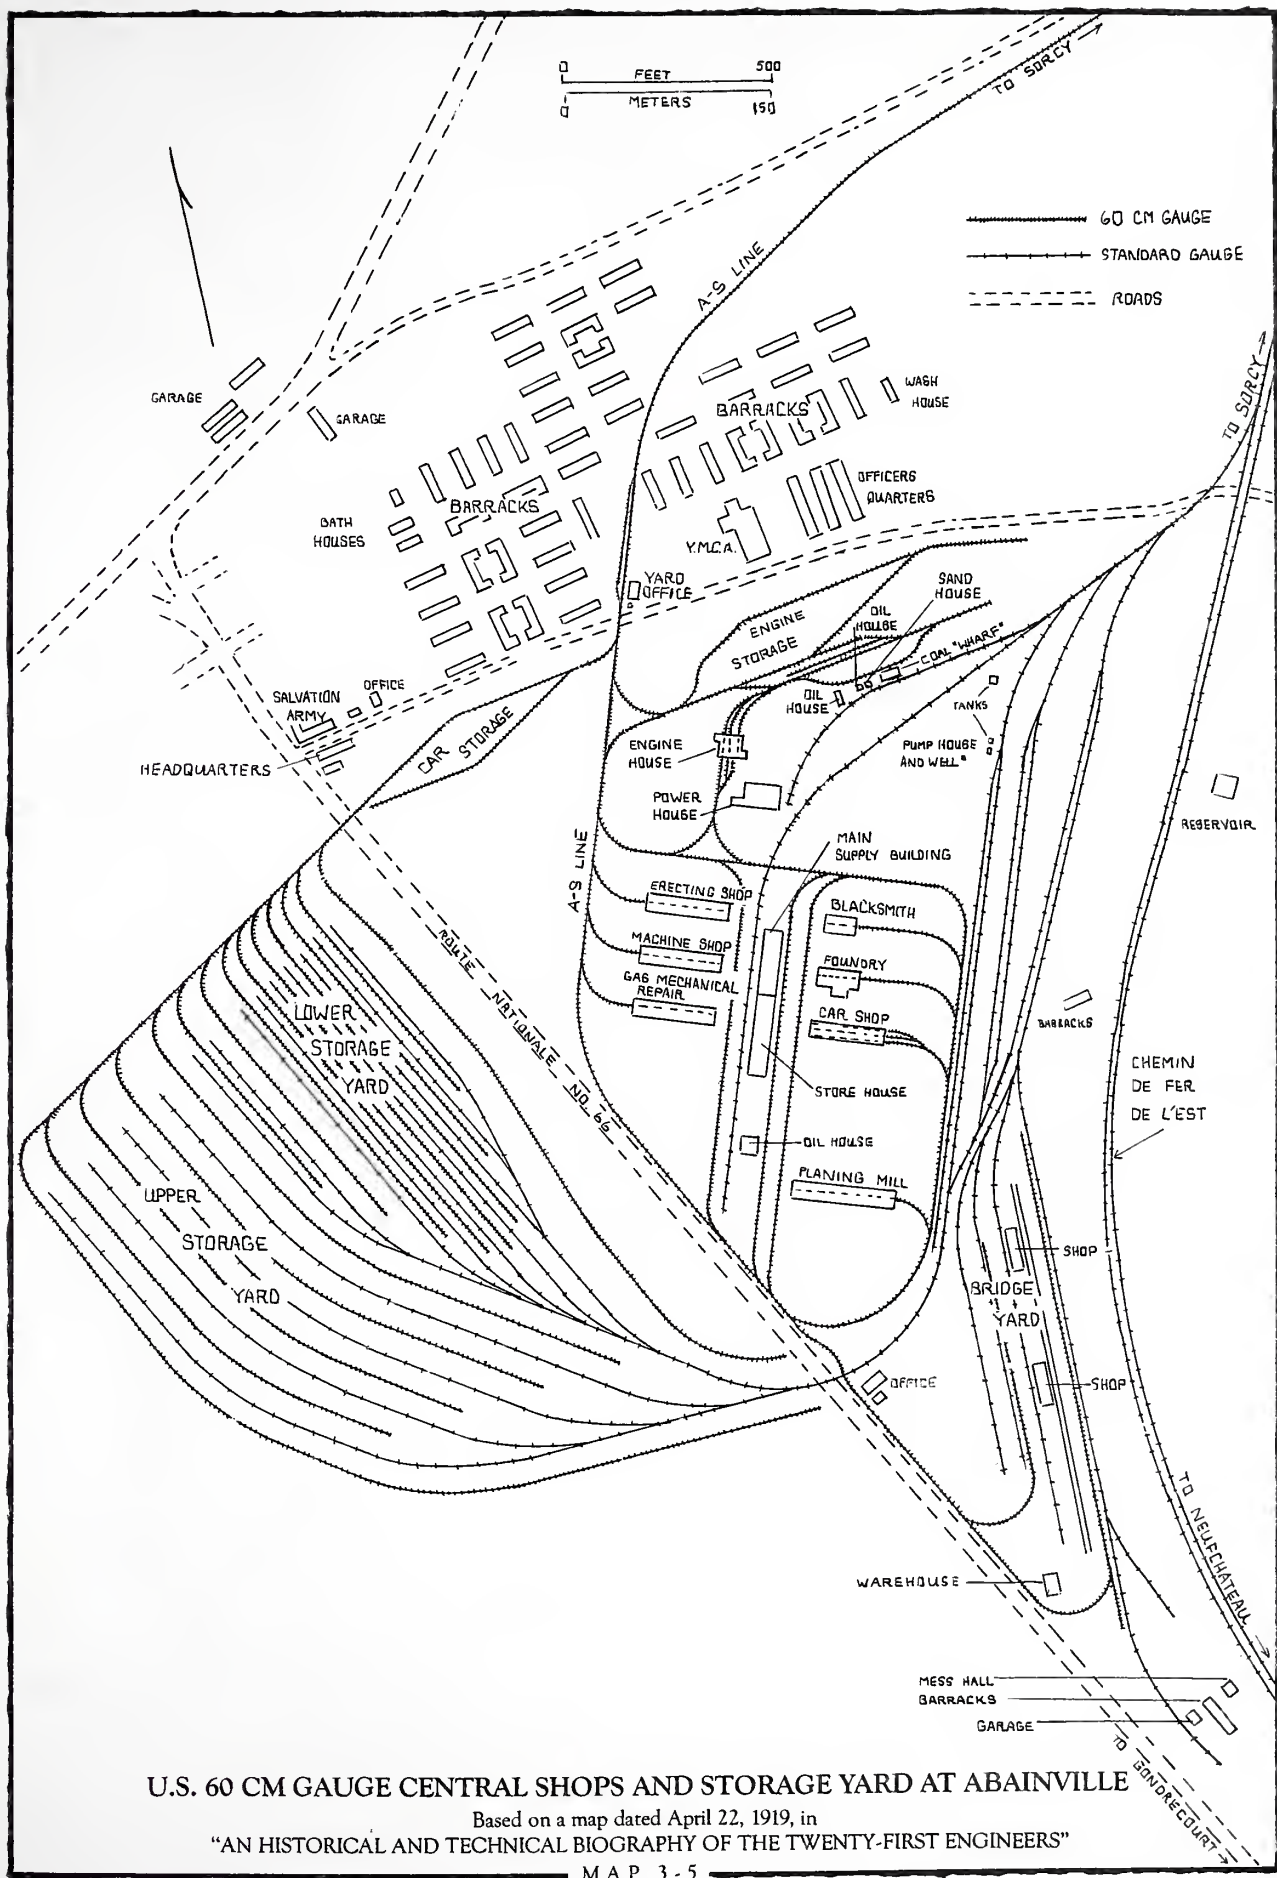 0 500
FEET
METERS
0 150
TO SORCY
60 CM GAUGE
STANDARD GAUGE
ROADS
A-S LINE
TO SORCY
GARAGE
GARAGE
WASH
HOUSE
BARRACKS
BARRACKS
OFFICERS
QUARTERS
BATH
HOUSES
Y.M.C.A.
YARD
OFFICE
SAND
HOUSE
OIL
HOUSE
ENGINE
STORAGE
COAL "WHARF"
SALVATION
ARMY
OFFICE
OIL
HOUSE
TANKS
CAR STORAGE
HEADQUARTERS
ENGINE
HOUSE
PUMP HOUSE
AND WELL"
POWER
HOUSE
RESERVOIR
MAIN
SUPPLY BUILDING
A-S LINE
ERECTING SHOP
BLACKSMITH
MACHINE SHOP
GAS MECHANICAL
REPAIR
FOUNDRY
CAR SHOP
ROUTE NATIONALE NO. 66
LOWER
STORAGE
YARD
BARRACKS
CHEMIN
DE FER
DE L'EST
STORE HOUSE
OIL HOUSE
PLANING MILL
UPPER
STORAGE
YARD
SHOP
BRIDGE
YARD
SHOP
OFFICE
TO NEUFCHATEAU
WAREHOUSE
MESS HALL
BARRACKS
GARAGE
TO GONDRECOURT
U.S. 60 CM GAUGE CENTRAL SHOPS AND STORAGE YARD AT ABAINVILLE
Based on a map dated April 22, 1919, in
"AN HISTORICAL AND TECHNICAL BIOGRAPHY OF THE TWENTY-FIRST ENGINEERS"
MAP 3-5